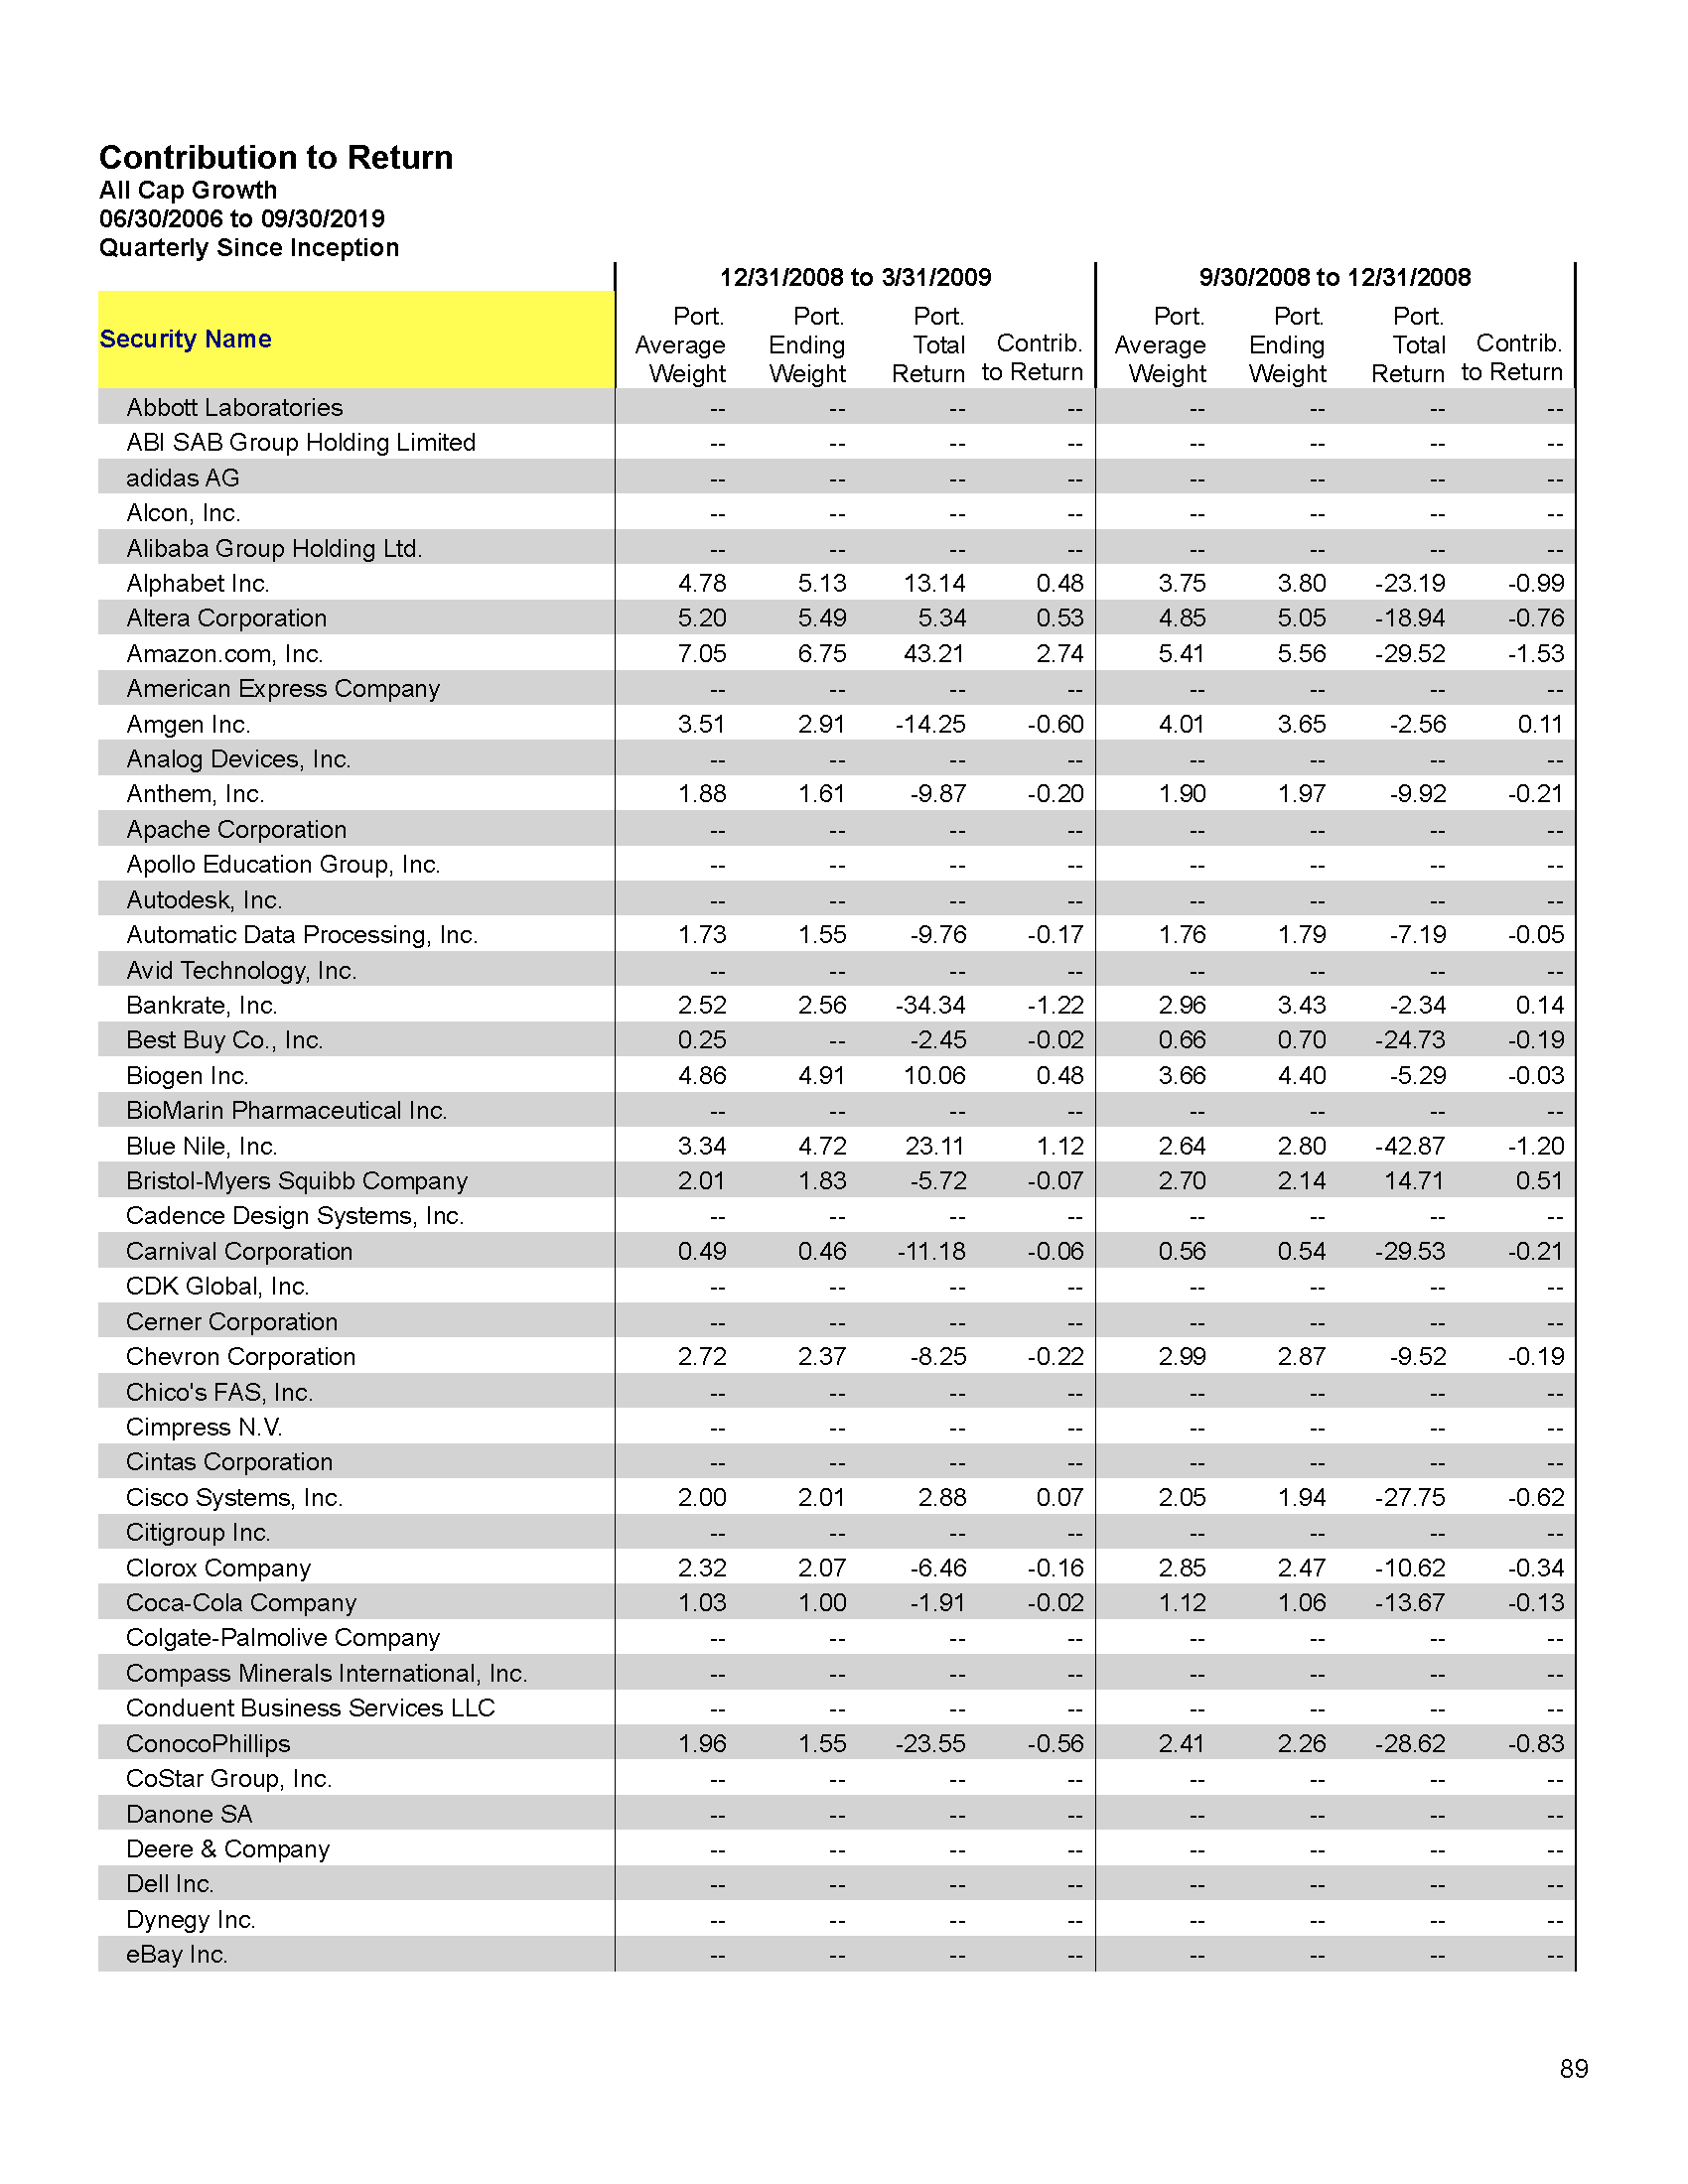 Contribution to Return
All Cap Growth
06/30/2006 to 09/30/2019
Quarterly Since Inception
12/31/2008 to 3/31/2009 9/30/2008 to 12/31/2008
Security Name Port. Average Weight Port. Ending Weight Port. Total Return Contrib. to Return Port. Average Weight Port. Ending Weight Port. Total Return Contrib. to Return
Abbott Laboratories -- -- -- -- -- -- -- --
ABI SAB Group Holding Limited -- -- -- -- -- -- -- --
adidas AG -- -- -- -- -- -- -- --
Alcon, Inc. -- -- -- -- -- -- -- --
Alibaba Group Holding Ltd. -- -- -- -- -- -- -- --
Alphabet Inc. 4.78 5.13 13.14 0.48 3.75 3.80 -23.19 -0.99
Altera Corporation 5.20 5.49 5.34 0.53 4.85 5.05 -18.94 -0.76
Amazon.com, Inc. 7.05 6.75 43.21 2.74 5.41 5.56 -29.52 -1.53
American Express Company -- -- -- -- -- -- -- --
Amgen Inc. 3.51 2.91 -14.25 -0.60 4.01 3.65 -2.56 0.11
Analog Devices, Inc. -- -- -- -- -- -- -- --
Anthem, Inc. 1.88 1.61 -9.87 -0.20 1.90 1.97 -9.92 -0.21
Apache Corporation -- -- -- -- -- -- -- --
Apollo Education Group, Inc. -- -- -- -- -- -- -- --
Autodesk, Inc. -- -- -- -- -- -- -- --
Automatic Data Processing, Inc. 1.73 1.55 -9.76 -0.17 1.76 1.79 -7.19 -0.05
Avid Technology, Inc. -- -- -- -- -- -- -- --
Bankrate, Inc. 2.52 2.56 -34.34 -1.22 2.96 3.43 -2.34 0.14
Best Buy Co., Inc. 0.25 -- -2.45 -0.02 0.66 0.70 -24.73 -0.19
Biogen Inc. 4.86 4.91 10.06 0.48 3.66 4.40 -5.29 -0.03
BioMarin Pharmaceutical Inc. -- -- -- -- -- -- -- --
Blue Nile, Inc. 3.34 4.72 23.11 1.12 2.64 2.80 -42.87 -1.20
Bristol-Myers Squibb Company 2.01 1.83 -5.72 -0.07 2.70 2.14 14.71 0.51
Cadence Design Systems, Inc. -- -- -- -- -- -- -- --
Carnival Corporation 0.49 0.46 -11.18 -0.06 0.56 0.54 -29.53 -0.21
CDK Global, Inc. -- -- -- -- -- -- -- --
Cerner Corporation -- -- -- -- -- -- -- --
Chevron Corporation 2.72 2.37 -8.25 -0.22 2.99 2.87 -9.52 -0.19
Chico's FAS, Inc. -- -- -- -- -- -- -- --
Cimpress N.V. -- -- -- -- -- -- -- --
Cintas Corporation -- -- -- -- -- -- -- --
Cisco Systems, Inc. 2.00 2.01 2.88 0.07 2.05 1.94 -27.75 -0.62
Citigroup Inc. -- -- -- -- -- -- -- --
Clorox Company 2.32 2.07 -6.46 -0.16 2.85 2.47 -10.62 -0.34
Coca-Cola Company 1.03 1.00 -1.91 -0.02 1.12 1.06 -13.67 -0.13
Colgate-Palmolive Company -- -- -- -- -- -- -- --
Compass Minerals International, Inc. -- -- -- -- -- -- -- --
Conduent Business Services LLC -- -- -- -- -- -- -- --
ConocoPhillips 1.96 1.55 -23.55 -0.56 2.41 2.26 -28.62 -0.83
CoStar Group, Inc. -- -- -- -- -- -- -- --
Danone SA -- -- -- -- -- -- -- --
Deere & Company -- -- -- -- -- -- -- --
Dell Inc. -- -- -- -- -- -- -- --
Dynegy Inc. -- -- -- -- -- -- -- --
eBay Inc. -- -- -- -- -- -- -- --
89